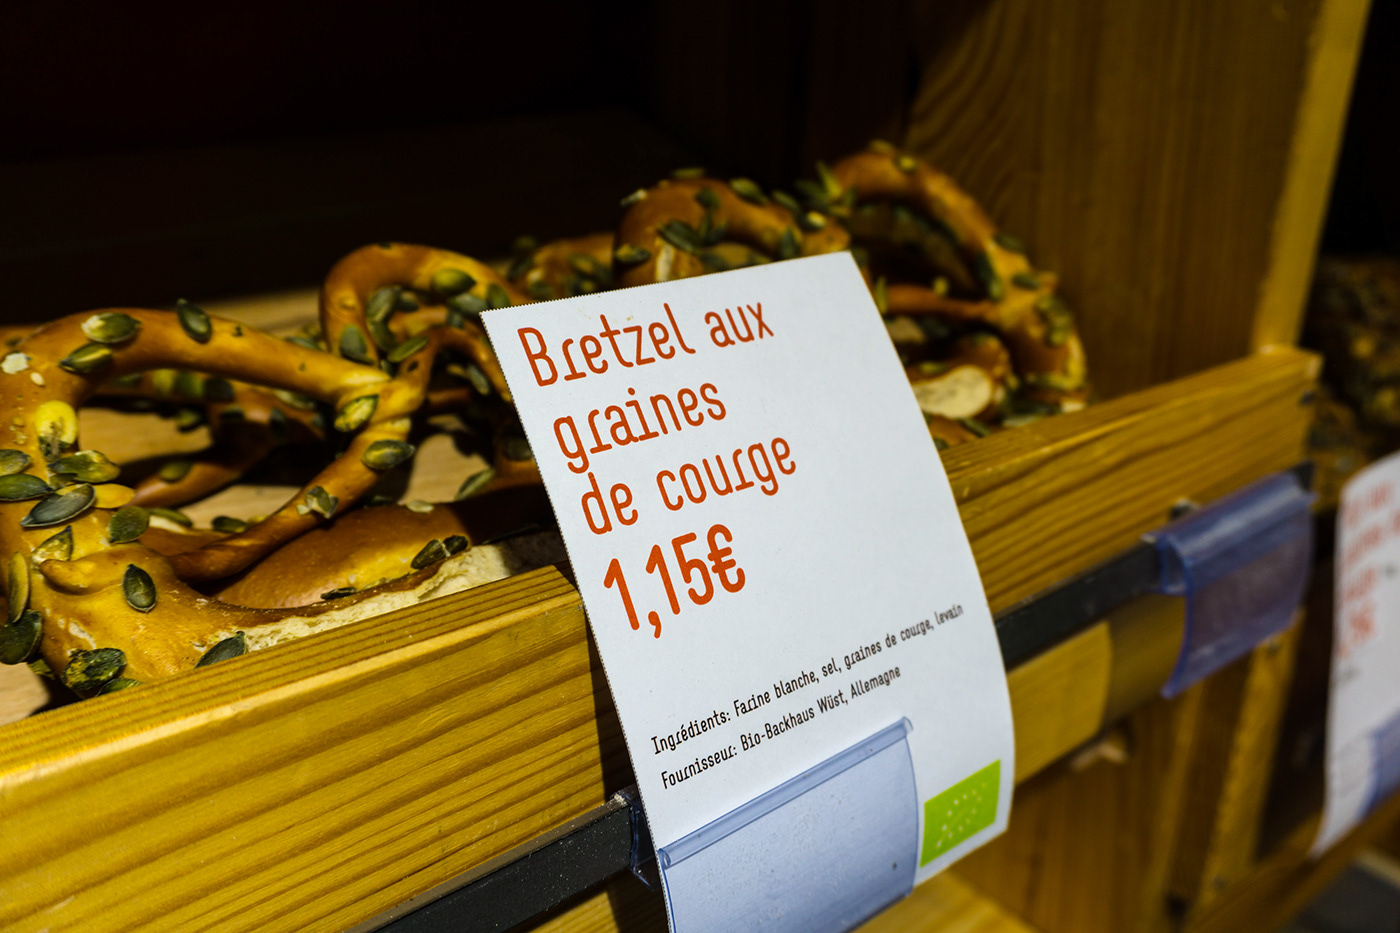 Bretzel aux
graines
de courge
1,15€
Ingrédients: Farine blanche, sel, graines de courge, levain
Fournisseur: Bio-Backhaus Wüst, Allemagne